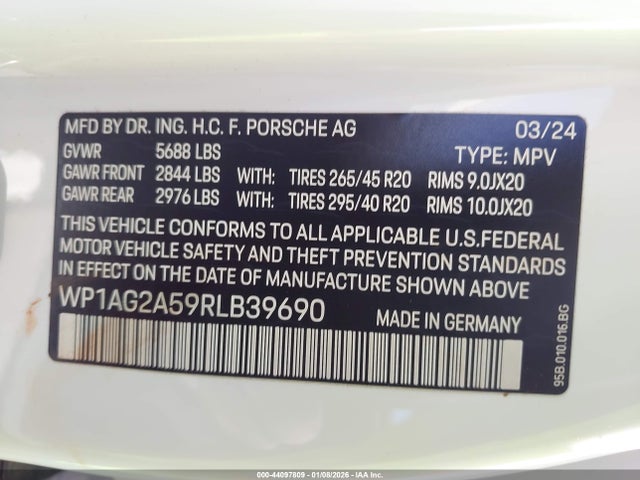 MFD BY DR. ING. H.C. F. PORSCHE AG 03/24
GVWR 5688 LBS TYPE: MPV
GAWR FRONT 2844 LBS WITH: TIRES 265/45 R20 RIMS 9.0JX20
GAWR REAR 2976 LBS WITH: TIRES 295/40 R20 RIMS 10.0JX20
THIS VEHICLE CONFORMS TO ALL APPLICABLE U.S.FEDERAL
MOTOR VEHICLE SAFETY AND THEFT PREVENTION STANDARDS
IN EFFECT ON THE DATE OF MANUFACTURE SHOWN ABOVE
WP1AG2A59RLB39690 MADE IN GERMANY
95B.010.016.BG
000-44097809 - 01/08/2026 - IAA Inc.